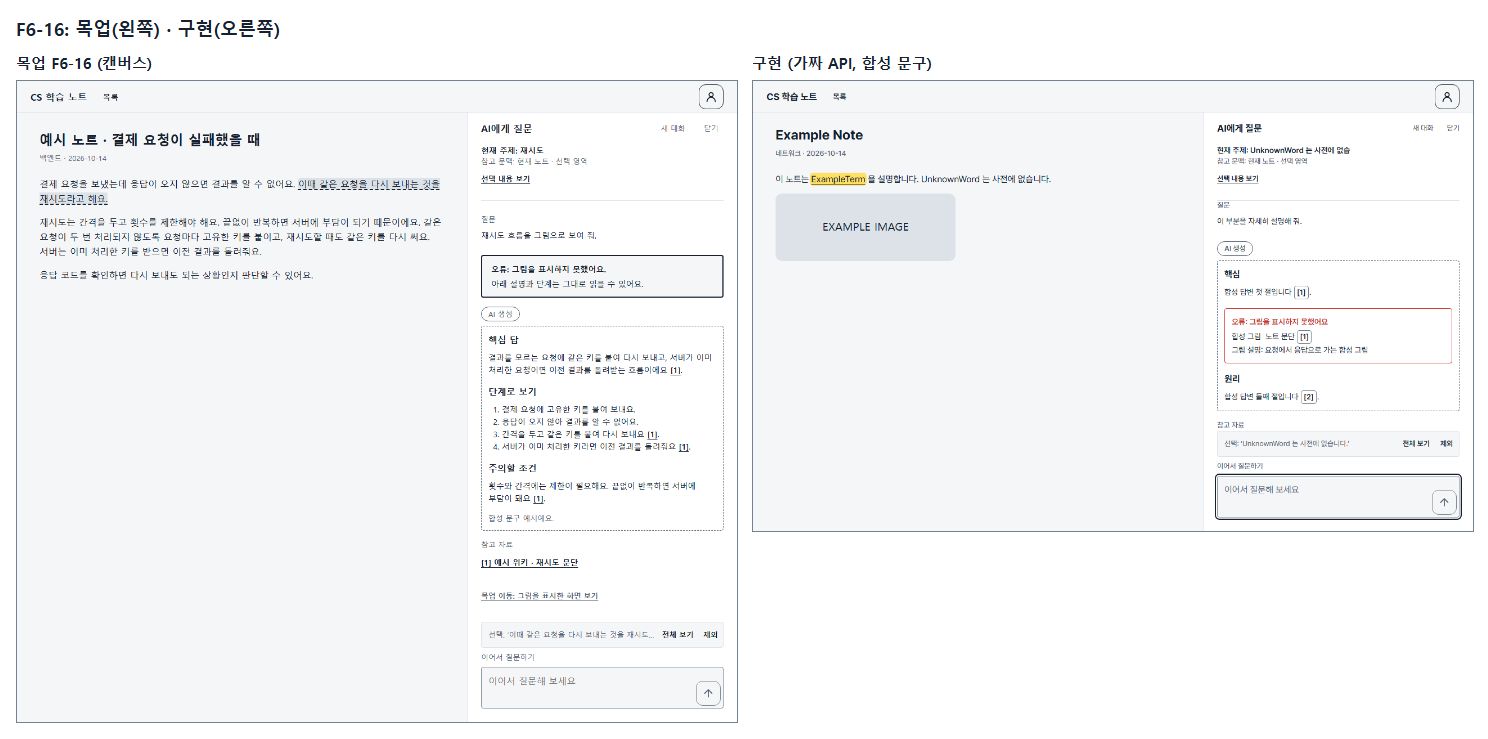 F6-16: 목업(왼쪽) · 구현(오른쪽)
목업 F6-16 (캔버스)
CS 학습 노트 목록
예시 노트 · 결제 요청이 실패했을 때
백엔드 · 2026-10-14
결제 요청을 보냈는데 응답이 오지 않으면 결과를 알 수 없어요. 이때 같은 요청을 다시 보내는 것을
재시도라고 해요.
재시도는 간격을 두고 횟수를 제한해야 해요. 끝없이 반복하면 서버에 부담이 되기 때문이에요. 같은
요청이 두 번 처리되지 않도록 요청마다 고유한 키를 붙이고, 재시도할 때도 같은 키를 다시 써요.
서버는 이미 처리한 키를 받으면 이전 결과를 돌려줘요.
응답 코드를 확인하면 다시 보내도 되는 상황인지 판단할 수 있어요.
AI에게 질문 새 대화 닫기
현재 주제: 재시도
참고 문맥: 현재 노트 · 선택 영역
선택 내용 보기
질문
재시도 흐름을 그림으로 보여 줘.
오류: 그림을 표시하지 못했어요.
아래 설명과 단계는 그대로 읽을 수 있어요.
AI 생성
핵심 답
결과를 모르는 요청에 같은 키를 붙여 다시 보내고, 서버가 이미
처리한 요청이면 이전 결과를 돌려받는 흐름이에요 [1].
단계로 보기
1. 결제 요청에 고유한 키를 붙여 보내요.
2. 응답이 오지 않아 결과를 알 수 없어요.
3. 간격을 두고 같은 키를 붙여 다시 보내요 [1].
4. 서버가 이미 처리한 키라면 이전 결과를 돌려줘요 [1].
주의할 조건
횟수와 간격에는 제한이 필요해요. 끝없이 반복하면 서버에
부담이 돼요 [1].
합성 문구 예시예요.
참고 자료
[1] 예시 위키 · 재시도 문단
목업 이동: 그림을 표시한 화면 보기
선택: '이때 같은 요청을 다시 보내는 것을 재시도... 전체 보기 제외
이어서 질문하기
이어서 질문해 보세요
구현 (가짜 API, 합성 문구)
CS 학습 노트 목록
Example Note
네트워크 · 2026-10-14
이 노트는 ExampleTerm 을 설명합니다. UnknownWord 는 사전에 없습니다.
EXAMPLE IMAGE
AI에게 질문 새 대화 닫기
현재 주제: UnknownWord 는 사전에 없습
참고 문맥: 현재 노트 · 선택 영역
선택 내용 보기
질문
이 부분을 자세히 설명해 줘.
AI 생성
핵심
합성 답변 첫 절입니다 [1].
오류: 그림을 표시하지 못했어요
합성 그림· 노트 문단 [1]
그림 설명: 요청에서 응답으로 가는 합성 그림
원리
합성 답변 둘째 절입니다 [2].
참고 자료
선택: 'UnknownWord 는 사전에 없습니다.' 전체 보기 제외
이어서 질문하기
이어서 질문해 보세요